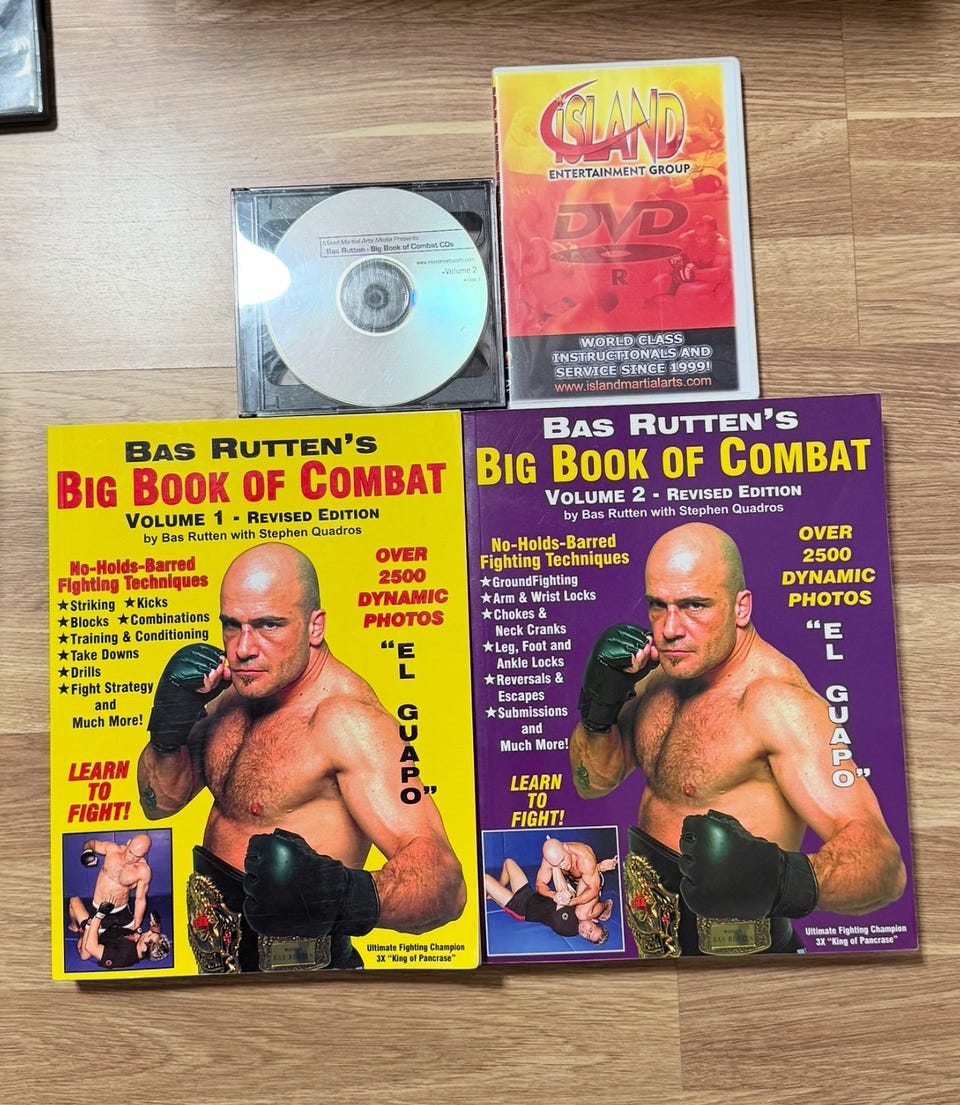 Mixed Martial Arts Media Presents:
Bas Rutten - Big Book of Combat CDs
www.mixedmartialarts.com
• Volume 2
ISLAND
ENTERTAINMENT GROUP
DVD
R
WORLD CLASS
INSTRUCTIONALS AND
SERVICE SINCE 1999!
www.islandmartialarts.com
BAS RUTTEN'S
BIG BOOK OF COMBAT
VOLUME 1 - REVISED EDITION
by Bas Rutten with Stephen Quadros
No-Holds-Barred
Fighting Techniques
★Striking ★Kicks
★Blocks ★Combinations
★Training & Conditioning
★Take Downs
★Drills
★Fight Strategy
and
Much More!
OVER
2500
DYNAMIC
PHOTOS
"EL GUAPO"
LEARN
TO
FIGHT!
BAS RUTTEN
Ultimate Fighting Champion
3X "King of Pancrase"
BAS RUTTEN'S
BIG BOOK OF COMBAT
VOLUME 2 - REVISED EDITION
by Bas Rutten with Stephen Quadros
No-Holds-Barred
Fighting Techniques
★GroundFighting
★Arm & Wrist Locks
★Chokes &
Neck Cranks
★Leg, Foot and
Ankle Locks
★Reversals &
Escapes
★Submissions
and
Much More!
OVER
2500
DYNAMIC
PHOTOS
"EL GUAPO"
LEARN
TO
FIGHT!
BAS RUTTEN
Ultimate Fighting Champion
3X "King of Pancrase"